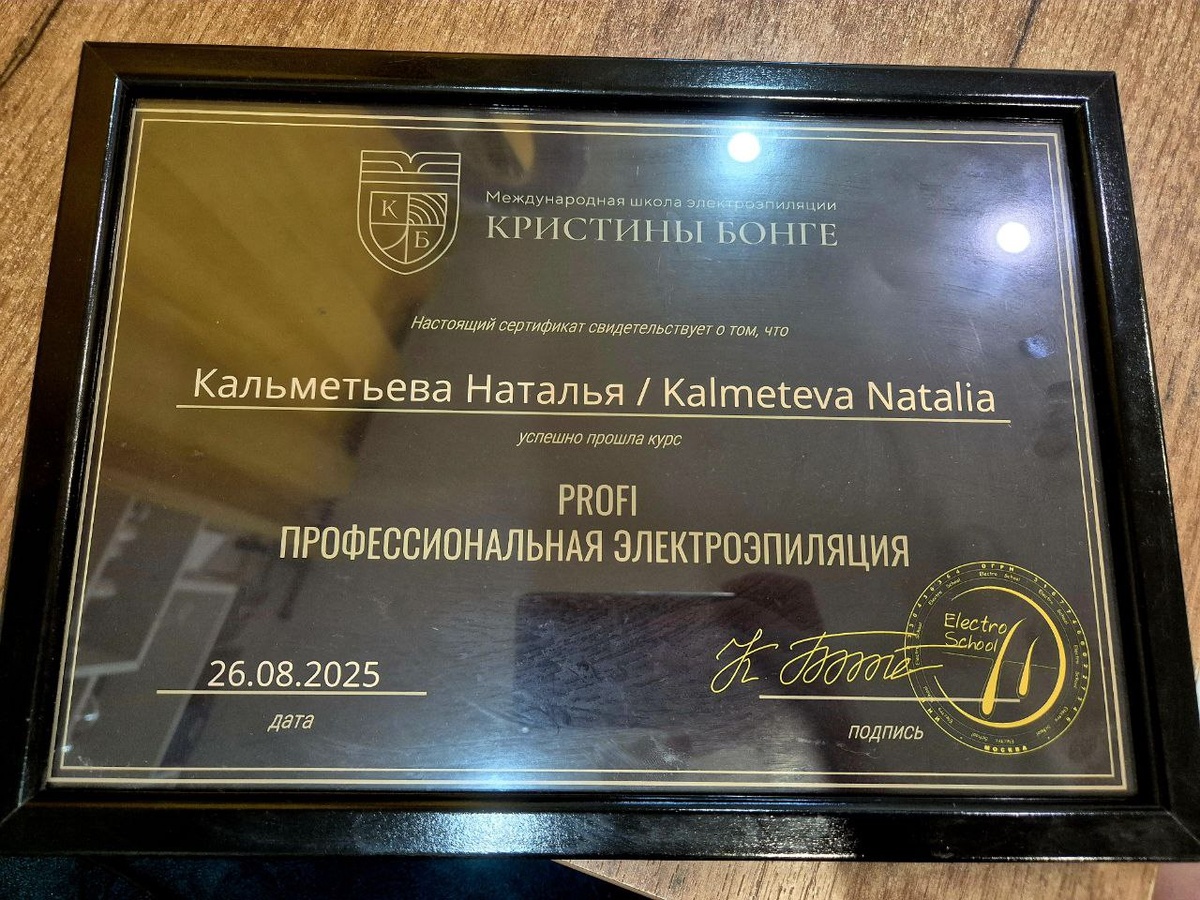 К
Б
Международная школа электроэпиляции
КРИСТИНЫ БОНГЕ
Настоящий сертификат свидетельствует о том, что
Кальметьева Наталья / Kalmeteva Natalia
успешно прошла курс
PROFI
ПРОФЕССИОНАЛЬНАЯ ЭЛЕКТРОЭПИЛЯЦИЯ
Electro
School
26.08.2025
дата
подпись
МОСКВА